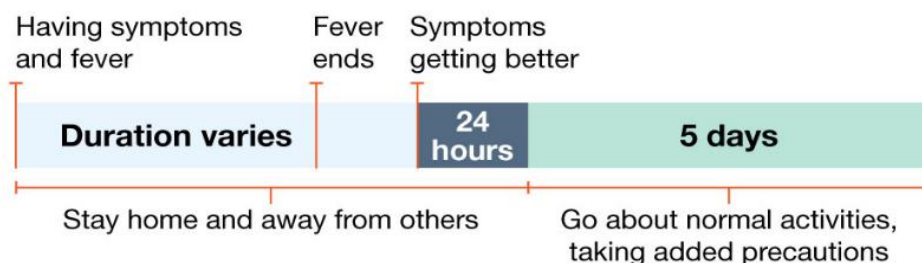 Having symptoms
and fever
Fever
ends
Symptoms
getting better
Duration varies
24
hours
5 days
Stay home and away from others
Go about normal activities,
taking added precautions